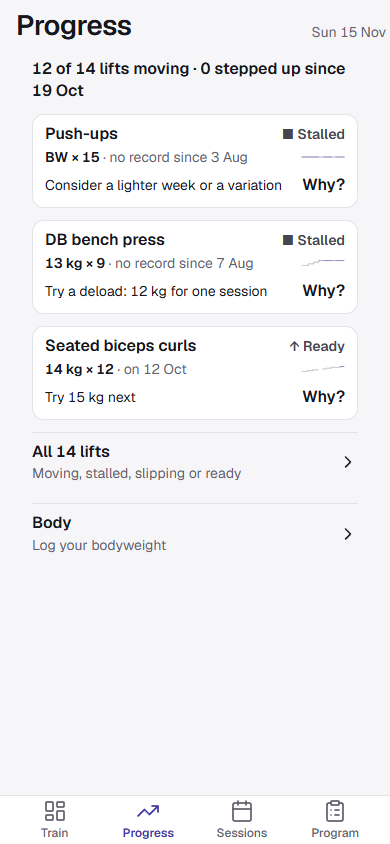 Progress
Sun 15 Nov
12 of 14 lifts moving · 0 stepped up since
19 Oct
Push-ups
■ Stalled
BW × 15 · no record since 3 Aug
Consider a lighter week or a variation
Why?
DB bench press
■ Stalled
13 kg × 9 · no record since 7 Aug
Try a deload: 12 kg for one session
Why?
Seated biceps curls
↑ Ready
14 kg × 12 · on 12 Oct
Try 15 kg next
Why?
All 14 lifts
Moving, stalled, slipping or ready
Body
Log your bodyweight
Train
Progress
Sessions
Program